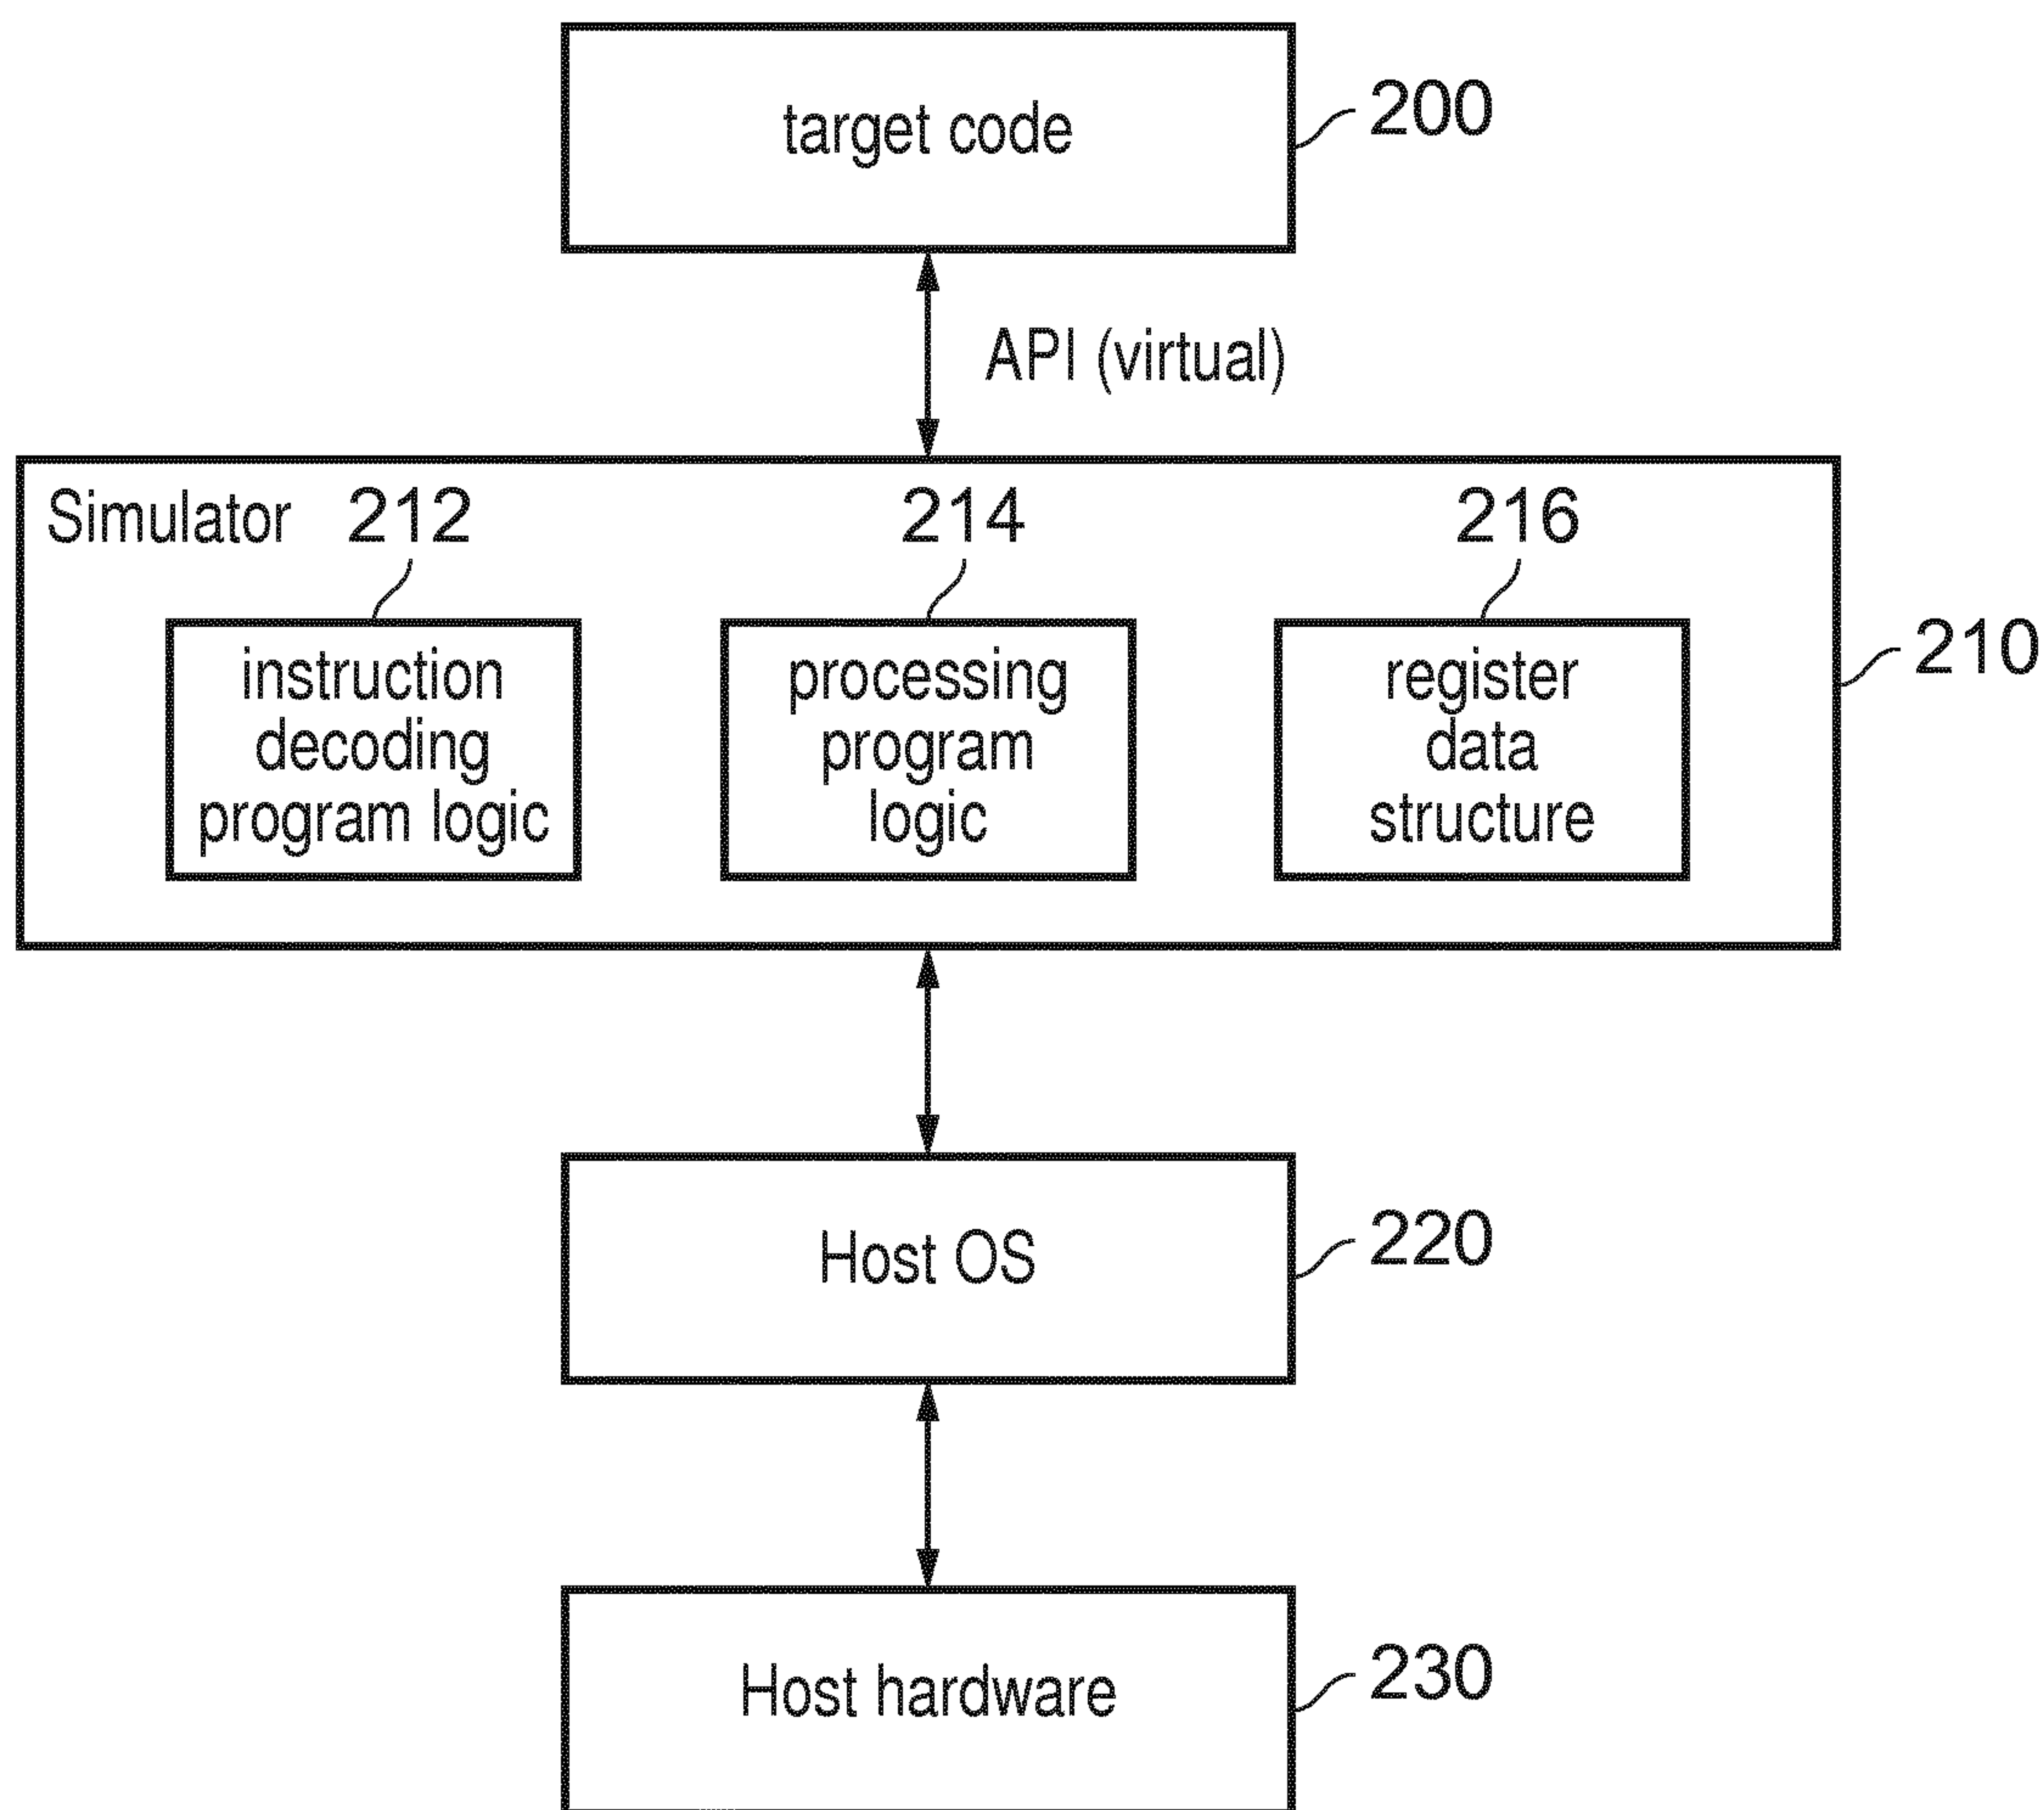 target code
200
API (virtual)
Simulator
212
214
216
instruction
decoding
program logic
processing
program
logic
register
data
structure
210
Host OS
220
Host hardware
230